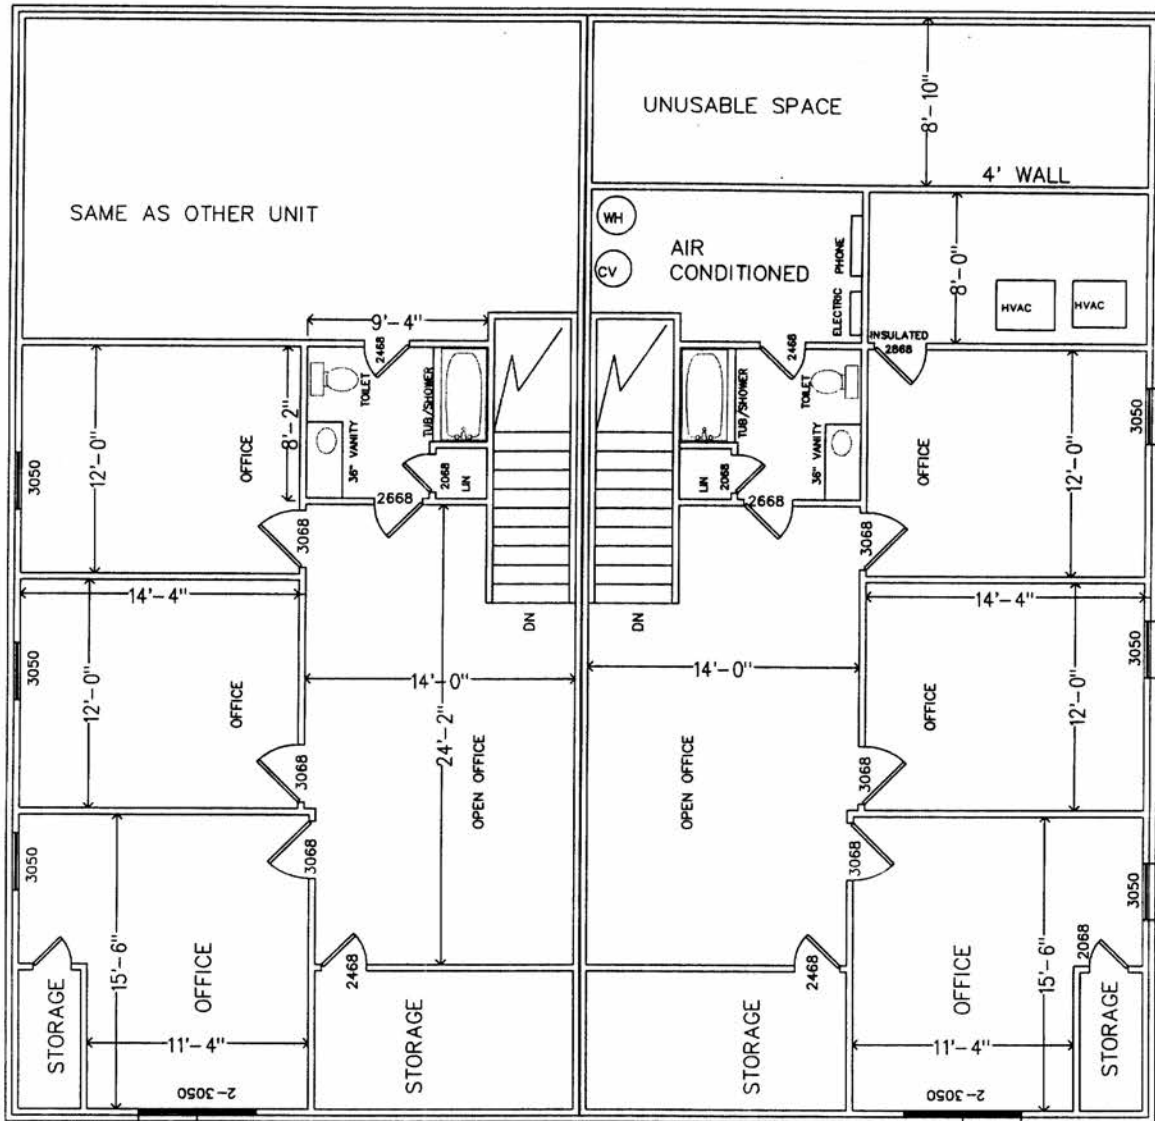 UNUSABLE SPACE
8'-10"
4' WALL
SAME AS OTHER UNIT
WH
CV
AIR
CONDITIONED
PHONE
ELECTRIC
8'-0"
HVAC
HVAC
INSULATED
2868
9'-4"
2468
2468
TOILET
TUB/SHOWER
TUB/SHOWER
TOILET
8'-2"
36" VANITY
36" VANITY
2068
LIN
LIN
2068
2668
2668
3050
12'-0"
OFFICE
3068
3068
OFFICE
12'-0"
3050
14'-4"
14'-4"
DN
DN
3050
12'-0"
OFFICE
3068
14'-0"
24'-2"
OPEN OFFICE
14'-0"
OPEN OFFICE
3068
OFFICE
12'-0"
3050
3050
15'-6"
OFFICE
3068
3068
OFFICE
15'-6"
3050
2068
2468
2468
STORAGE
11'-4"
STORAGE
STORAGE
11'-4"
STORAGE
2-3050
2-3050